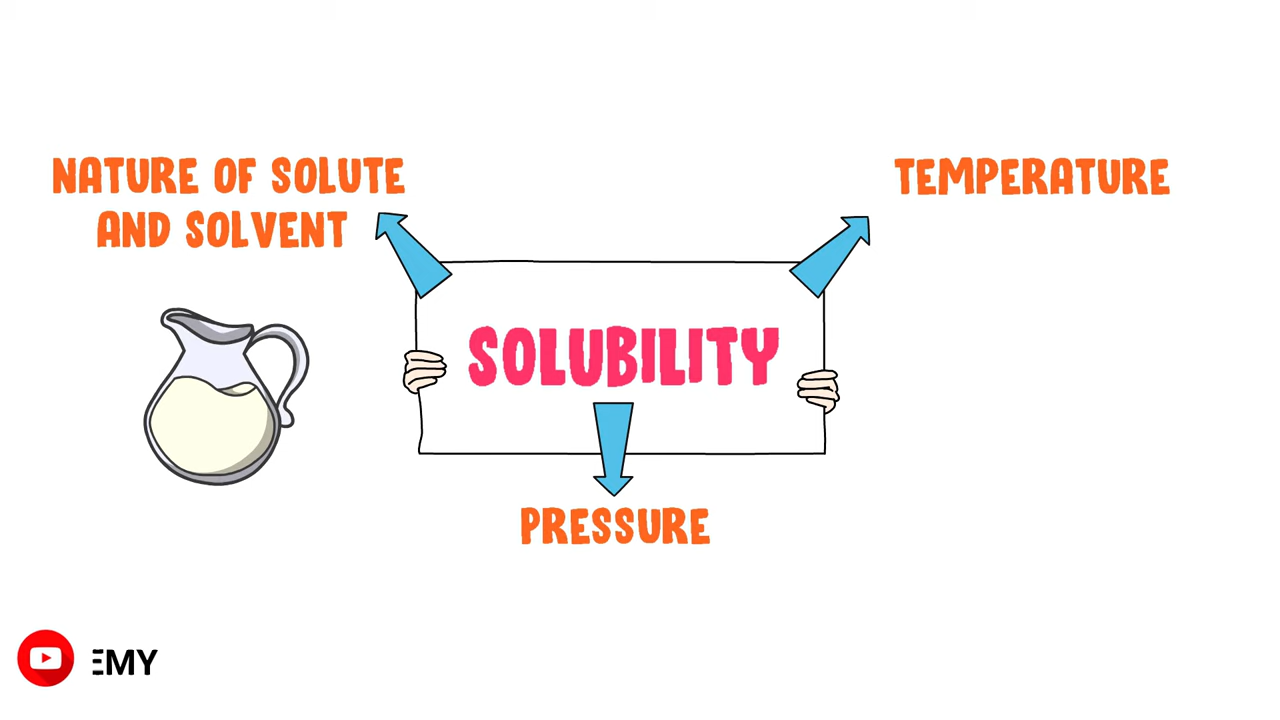 NATURE OF SOLUTE
AND SOLVENT
TEMPERATURE
SOLUBILITY
PRESSURE
EMY